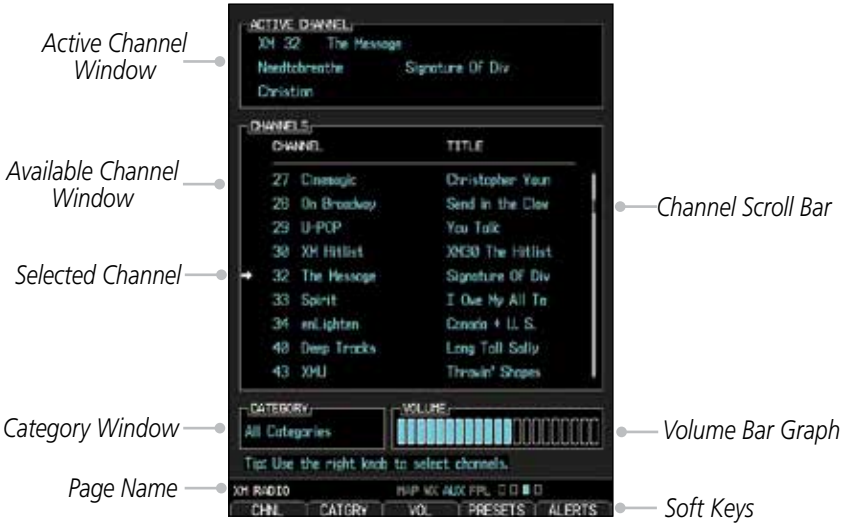 ACTIVE CHANNEL
XM 32 The Message
Needtobreathe Signature Of Div
Christian
CHANNELS
CHANNEL TITLE
27 Cinemagic Christopher Youn
28 On Broadway Send in the Clow
29 U-POP You Talk
30 XM Hitlist XM30 The Hitlist
32 The Message Signature Of Div
33 Spirit I Owe My All To
34 enLighten Canada + U. S.
40 Deep Tracks Long Tall Sally
43 XMU Throwin' Shapes
CATEGORY
All Categories
VOLUME
Tip: Use the right knob to select channels.
XM RADIO MAP WX AUX FPL
CHNL CATGRY VOL PRESETS ALERTS
Active Channel
Window
Available Channel
Window
Selected Channel
Category Window
Page Name
Channel Scroll Bar
Volume Bar Graph
Soft Keys